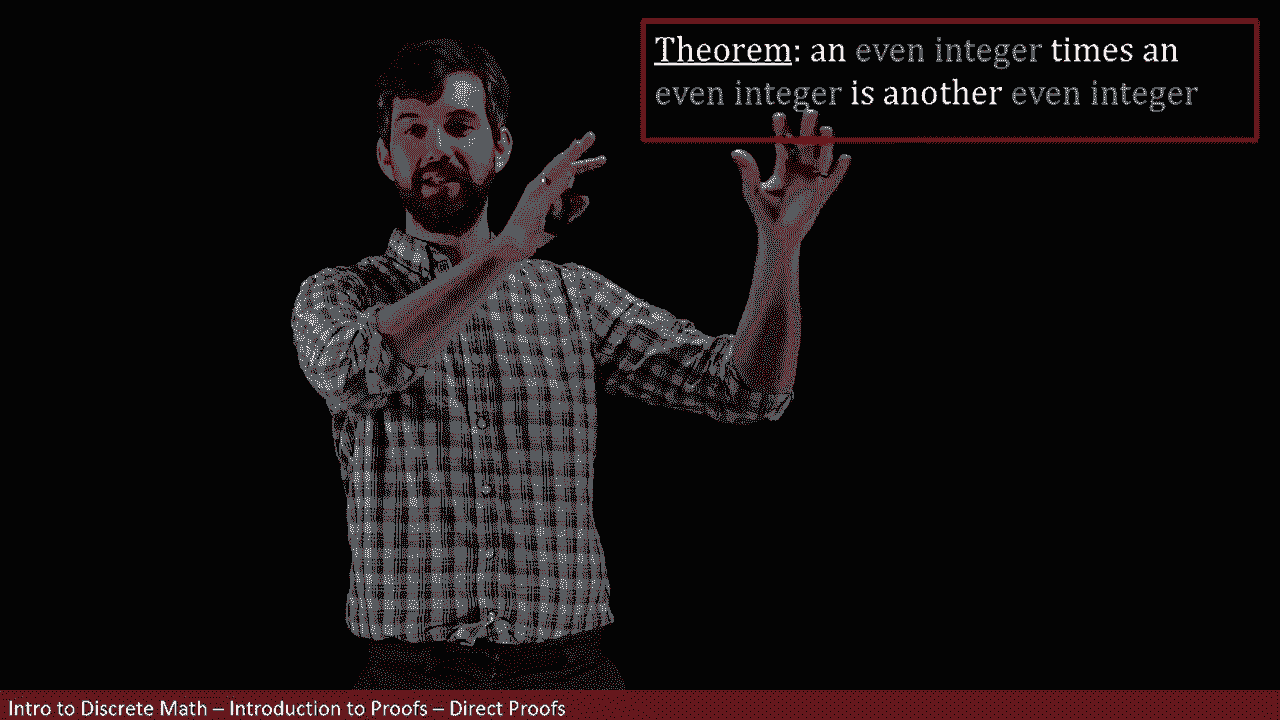 Theorem: an even integer times an
even integer is another even integer
Intro to Discrete Math – Introduction to Proofs – Direct Proofs